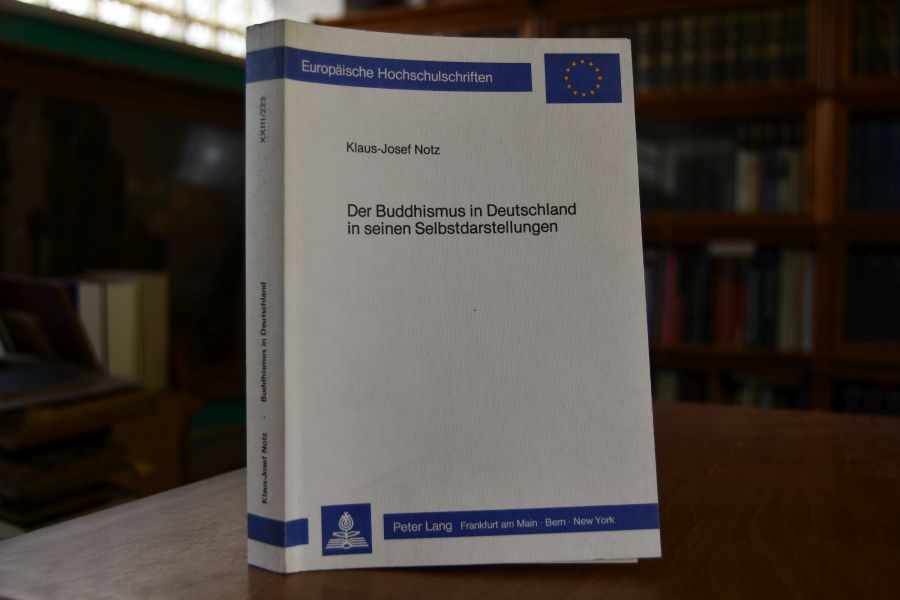 Europäische Hochschulschriften
Klaus-Josef Notz
Der Buddhismus in Deutschland
in seinen Selbstdarstellungen
Peter Lang Frankfurt am Main · Bern · New York
Klaus-Josef Notz · Buddhismus in Deutschland XXIII/223